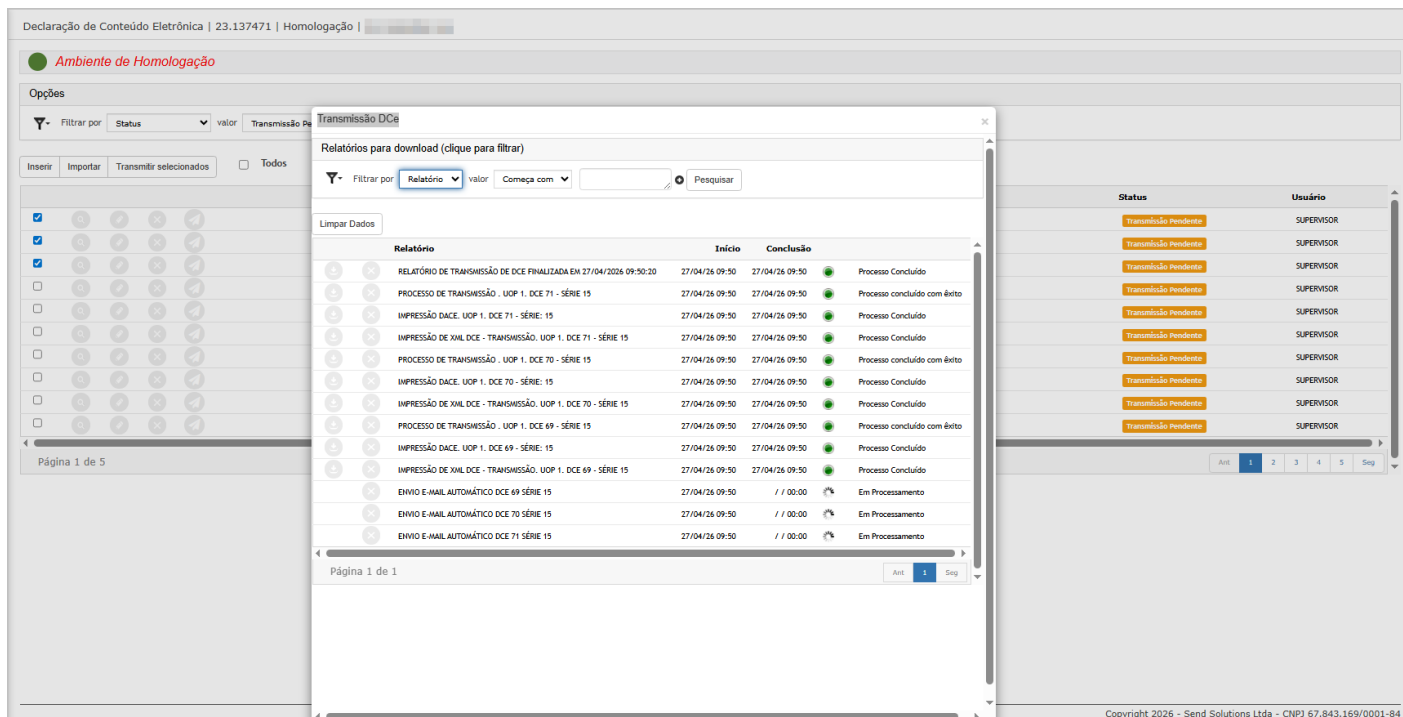 Declaração de Conteúdo Eletrônica | 23.137471 | Homologação |
Ambiente de Homologação
Opções
Filtrar por Status valor Transmissão Pe
Inserir Importar Transmitir selecionados Todos
Status Usuário
Transmissão Pendente SUPERVISOR
Transmissão Pendente SUPERVISOR
Transmissão Pendente SUPERVISOR
Transmissão Pendente SUPERVISOR
Transmissão Pendente SUPERVISOR
Transmissão Pendente SUPERVISOR
Transmissão Pendente SUPERVISOR
Transmissão Pendente SUPERVISOR
Transmissão Pendente SUPERVISOR
Transmissão Pendente SUPERVISOR
Página 1 de 5
Ant 1 2 3 4 5 Seg
Transmissão DCe ×
Relatórios para download (clique para filtrar)
Filtrar por Relatório valor Começa com Pesquisar
Limpar Dados
Relatório Início Conclusão
RELATÓRIO DE TRANSMISSÃO DE DCE FINALIZADA EM 27/04/2026 09:50:20 27/04/26 09:50 27/04/26 09:50 Processo Concluído
PROCESSO DE TRANSMISSÃO . UOP 1. DCE 71 - SÉRIE 15 27/04/26 09:50 27/04/26 09:50 Processo concluído com êxito
IMPRESSÃO DACE. UOP 1. DCE 71 - SÉRIE: 15 27/04/26 09:50 27/04/26 09:50 Processo Concluído
IMPRESSÃO DE XML DCE - TRANSMISSÃO. UOP 1. DCE 71 - SÉRIE 15 27/04/26 09:50 27/04/26 09:50 Processo Concluído
PROCESSO DE TRANSMISSÃO . UOP 1. DCE 70 - SÉRIE 15 27/04/26 09:50 27/04/26 09:50 Processo concluído com êxito
IMPRESSÃO DACE. UOP 1. DCE 70 - SÉRIE: 15 27/04/26 09:50 27/04/26 09:50 Processo Concluído
IMPRESSÃO DE XML DCE - TRANSMISSÃO. UOP 1. DCE 70 - SÉRIE 15 27/04/26 09:50 27/04/26 09:50 Processo Concluído
PROCESSO DE TRANSMISSÃO . UOP 1. DCE 69 - SÉRIE 15 27/04/26 09:50 27/04/26 09:50 Processo concluído com êxito
IMPRESSÃO DACE. UOP 1. DCE 69 - SÉRIE: 15 27/04/26 09:50 27/04/26 09:50 Processo Concluído
IMPRESSÃO DE XML DCE - TRANSMISSÃO. UOP 1. DCE 69 - SÉRIE 15 27/04/26 09:50 27/04/26 09:50 Processo Concluído
ENVIO E-MAIL AUTOMÁTICO DCE 69 SÉRIE 15 27/04/26 09:50 / / 00:00 Em Processamento
ENVIO E-MAIL AUTOMÁTICO DCE 70 SÉRIE 15 27/04/26 09:50 / / 00:00 Em Processamento
ENVIO E-MAIL AUTOMÁTICO DCE 71 SÉRIE 15 27/04/26 09:50 / / 00:00 Em Processamento
Página 1 de 1
Ant 1 Seg
Copyright 2026 - Send Solutions Ltda - CNPJ 67.843.169/0001-84